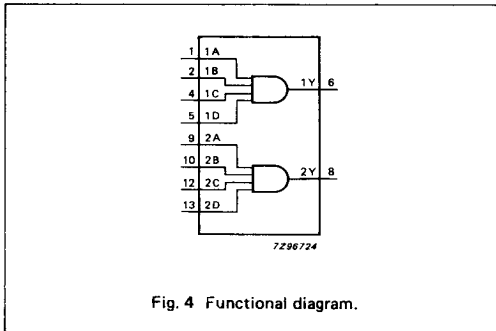 1 1A
2 1B
4 1C
5 1D
1Y 6
9 2A
10 2B
12 2C
13 2D
2Y 8
7Z96724
Fig. 4 Functional diagram.